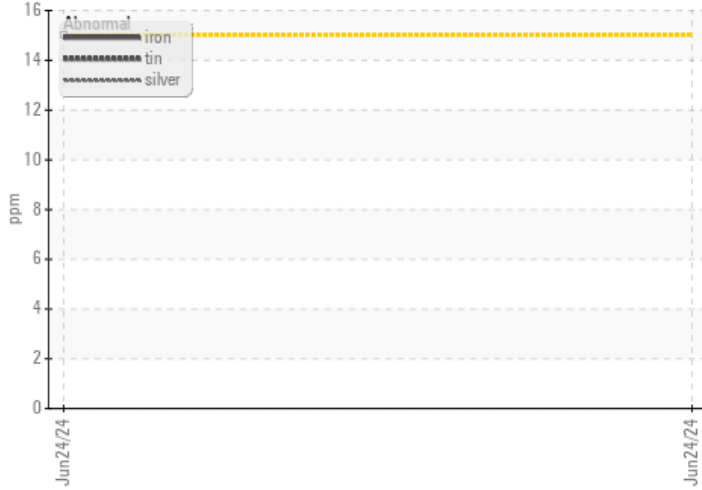 16
14
12
10
8
6
4
2
0
ppm
Abnormal
iron
tin
silver
Jun24/24
Jun24/24